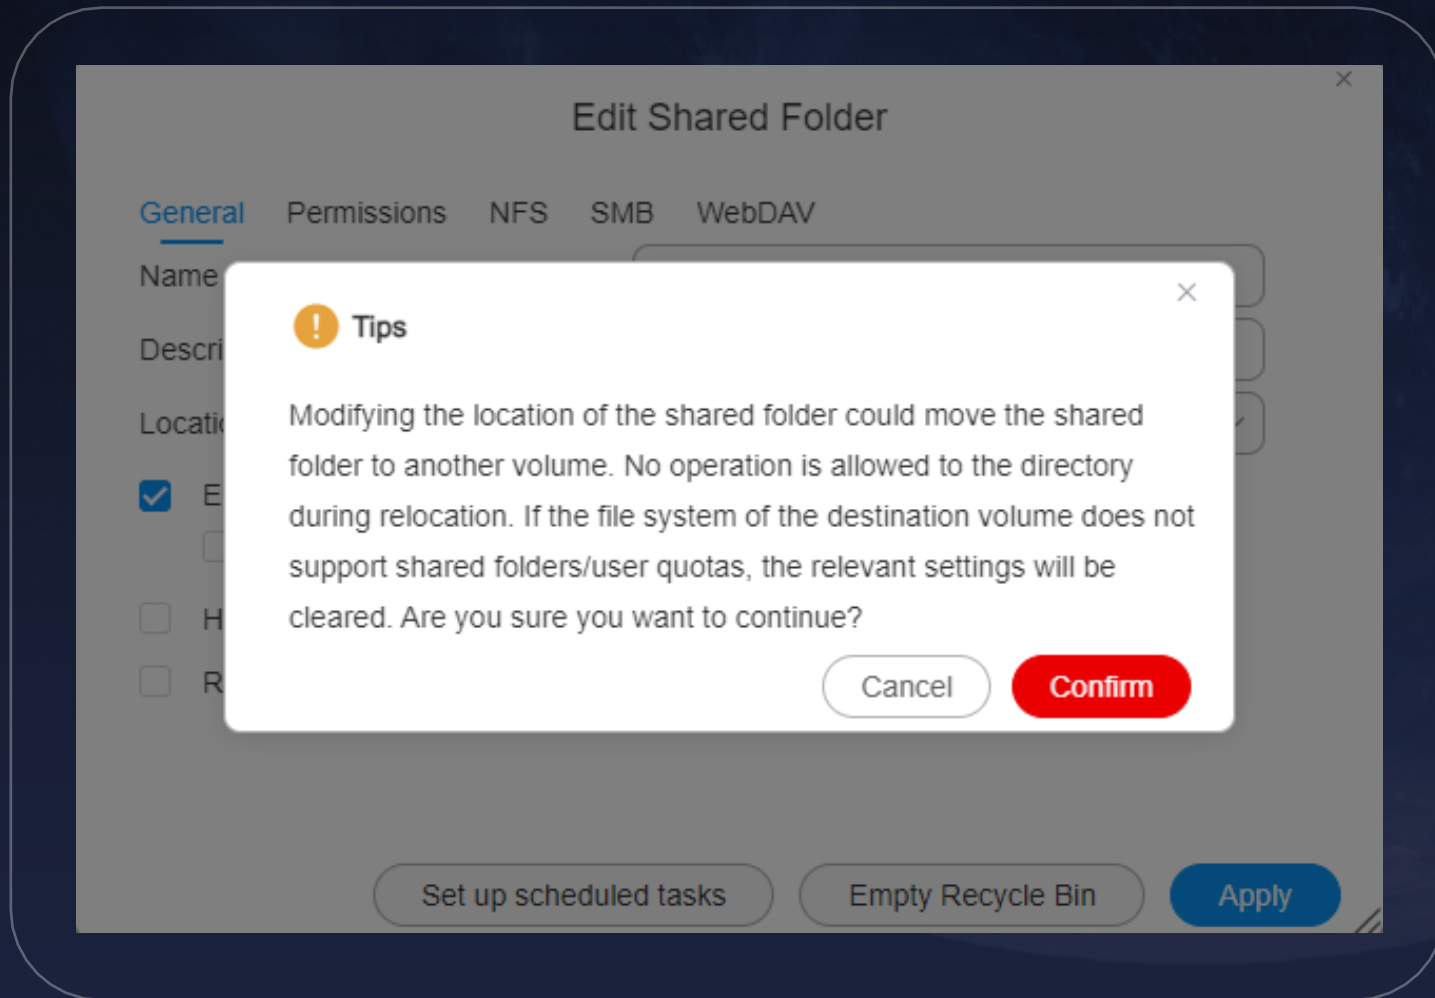 Edit Shared Folder
General Permissions NFS SMB WebDAV
Name
Tips
Modifying the location of the shared folder could move the shared
folder to another volume. No operation is allowed to the directory
during relocation. If the file system of the destination volume does not
support shared folders/user quotas, the relevant settings will be
cleared. Are you sure you want to continue?
Cancel Confirm
Set up scheduled tasks Empty Recycle Bin Apply